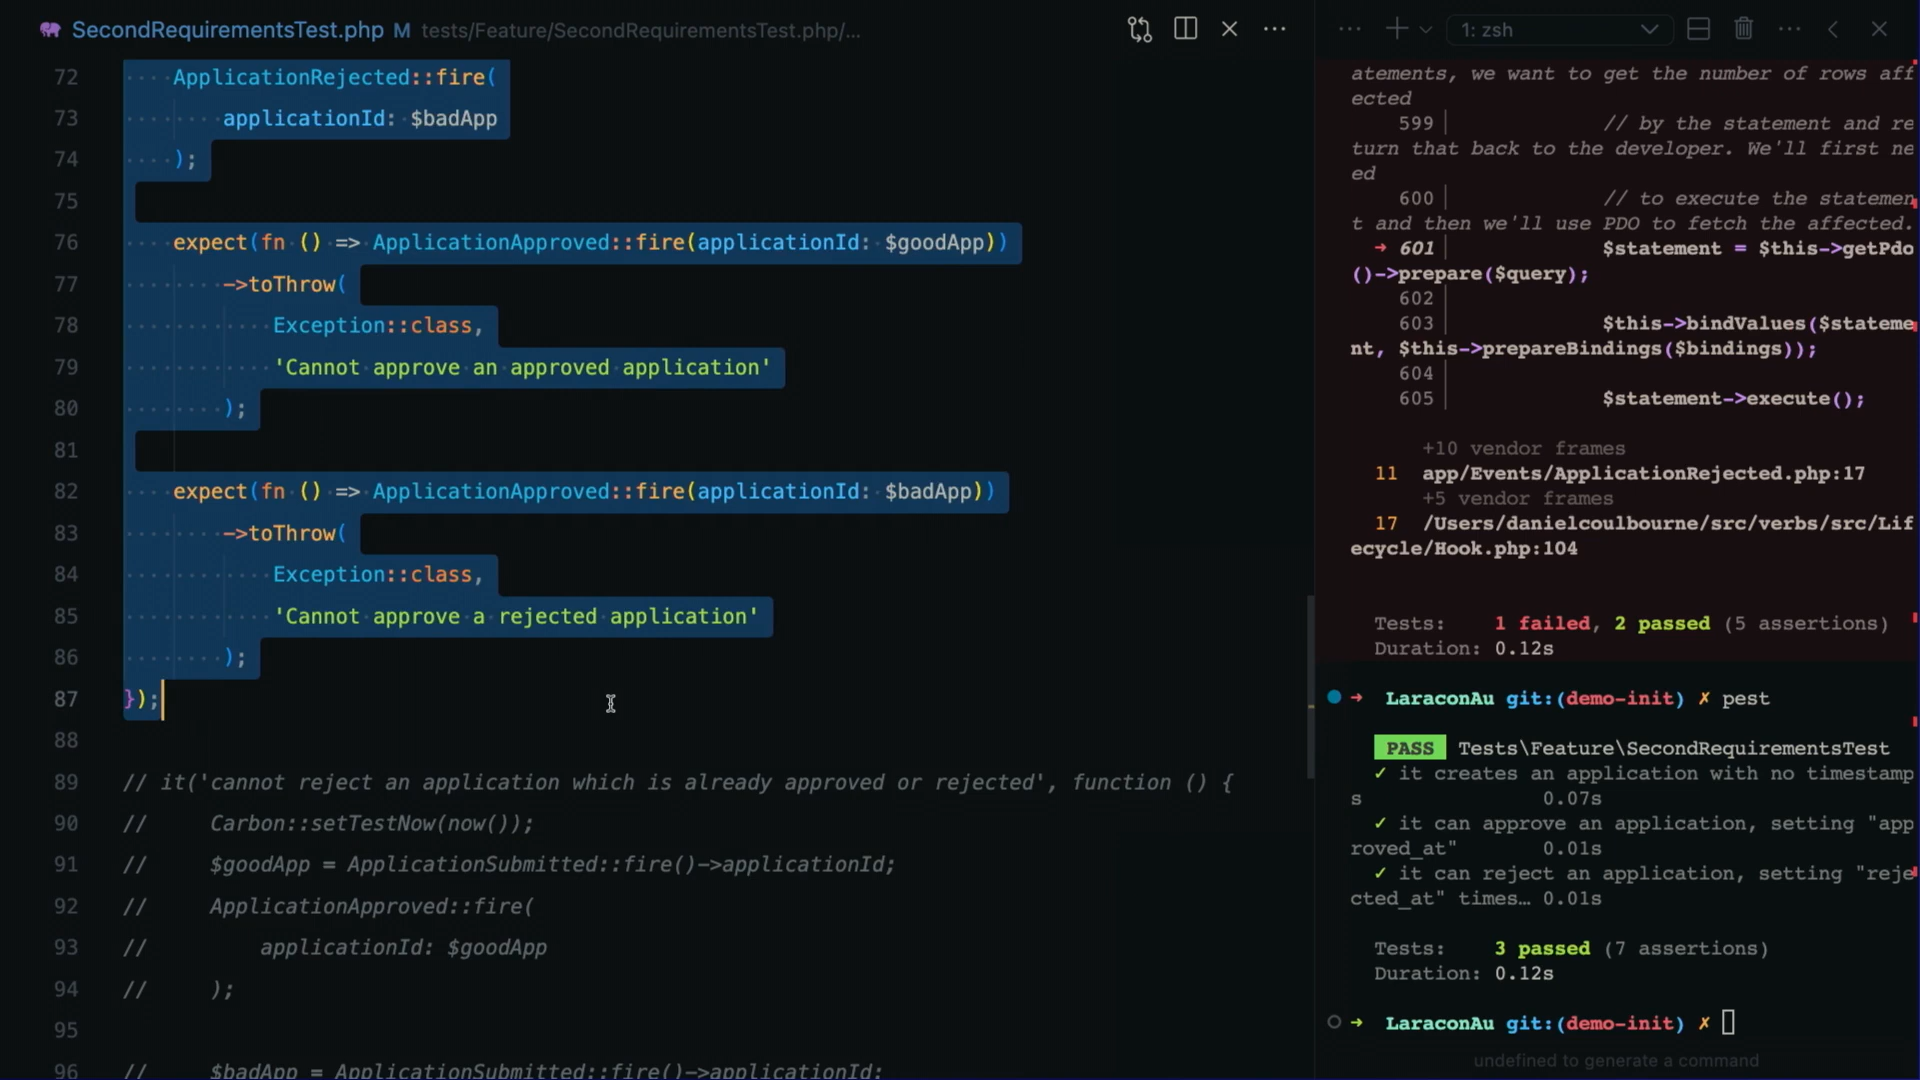 SecondRequirementsTest.php M tests/Feature/SecondRequirementsTest.php/...
72 ApplicationRejected::fire(
73 applicationId: $badApp
74 );
75
76 expect(fn () => ApplicationApproved::fire(applicationId: $goodApp))
77 ->toThrow(
78 Exception::class,
79 'Cannot approve an approved application'
80 );
81
82 expect(fn () => ApplicationApproved::fire(applicationId: $badApp))
83 ->toThrow(
84 Exception::class,
85 'Cannot approve a rejected application'
86 );
87 });
88
89 // it('cannot reject an application which is already approved or rejected', function () {
90 // Carbon::setTestNow(now());
91 // $goodApp = ApplicationSubmitted::fire()->applicationId;
92 // ApplicationApproved::fire(
93 // applicationId: $goodApp
94 // );
95
96 // $badApp = ApplicationSubmitted::fire()->applicationId;
1: zsh
atements, we want to get the number of rows aff
ected
599 // by the statement and re
turn that back to the developer. We'll first ne
ed
600 // to execute the statemen
t and then we'll use PDO to fetch the affected.
➜ 601 $statement = $this->getPdo
()->prepare($query);
602
603 $this->bindValues($stateme
nt, $this->prepareBindings($bindings));
604
605 $statement->execute();
+10 vendor frames
11 app/Events/ApplicationRejected.php:17
+5 vendor frames
17 /Users/danielcoulbourne/src/verbs/src/Lif
ecycle/Hook.php:104
Tests: 1 failed, 2 passed (5 assertions)
Duration: 0.12s
➜ LaraconAu git:(demo-init) ✗ pest
PASS Tests\Feature\SecondRequirementsTest
✓ it creates an application with no timestamp
s 0.07s
✓ it can approve an application, setting "app
roved_at" 0.01s
✓ it can reject an application, setting "reje
cted_at" times… 0.01s
Tests: 3 passed (7 assertions)
Duration: 0.12s
➜ LaraconAu git:(demo-init) ✗
undefined to generate a command